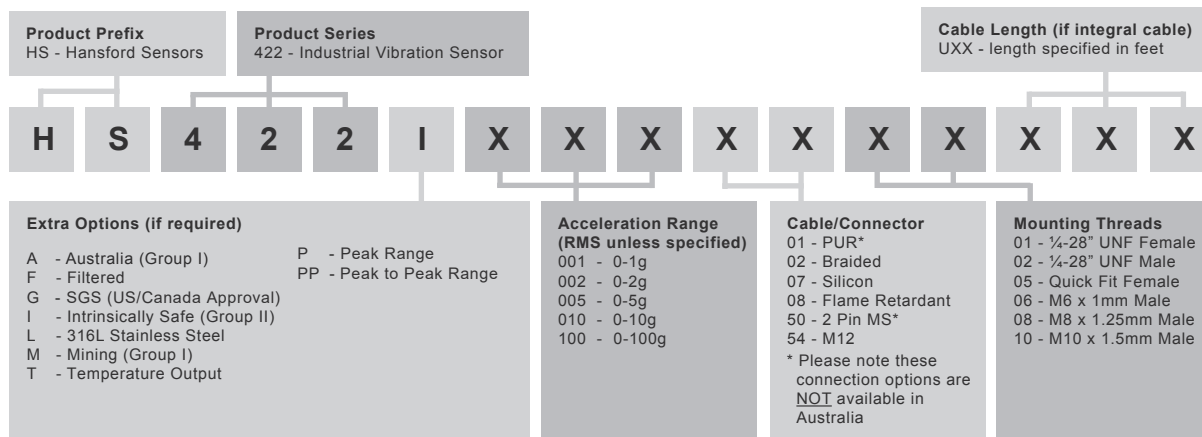 Product Prefix
HS - Hansford Sensors
Product Series
422 - Industrial Vibration Sensor
Cable Length (if integral cable)
UXX - length specified in feet
H S 4 2 2 I X X X X X X X X X X
Extra Options (if required)
A - Australia (Group I)
F - Filtered
G - SGS (US/Canada Approval)
I - Intrinsically Safe (Group II)
L - 316L Stainless Steel
M - Mining (Group I)
T - Temperature Output
P - Peak Range
PP - Peak to Peak Range
Acceleration Range
(RMS unless specified)
001 - 0-1g
002 - 0-2g
005 - 0-5g
010 - 0-10g
100 - 0-100g
Cable/Connector
01 - PUR*
02 - Braided
07 - Silicon
08 - Flame Retardant
50 - 2 Pin MS*
54 - M12
* Please note these
connection options are
NOT available in
Australia
Mounting Threads
01 - ¼-28” UNF Female
02 - ¼-28” UNF Male
05 - Quick Fit Female
06 - M6 x 1mm Male
08 - M8 x 1.25mm Male
10 - M10 x 1.5mm Male